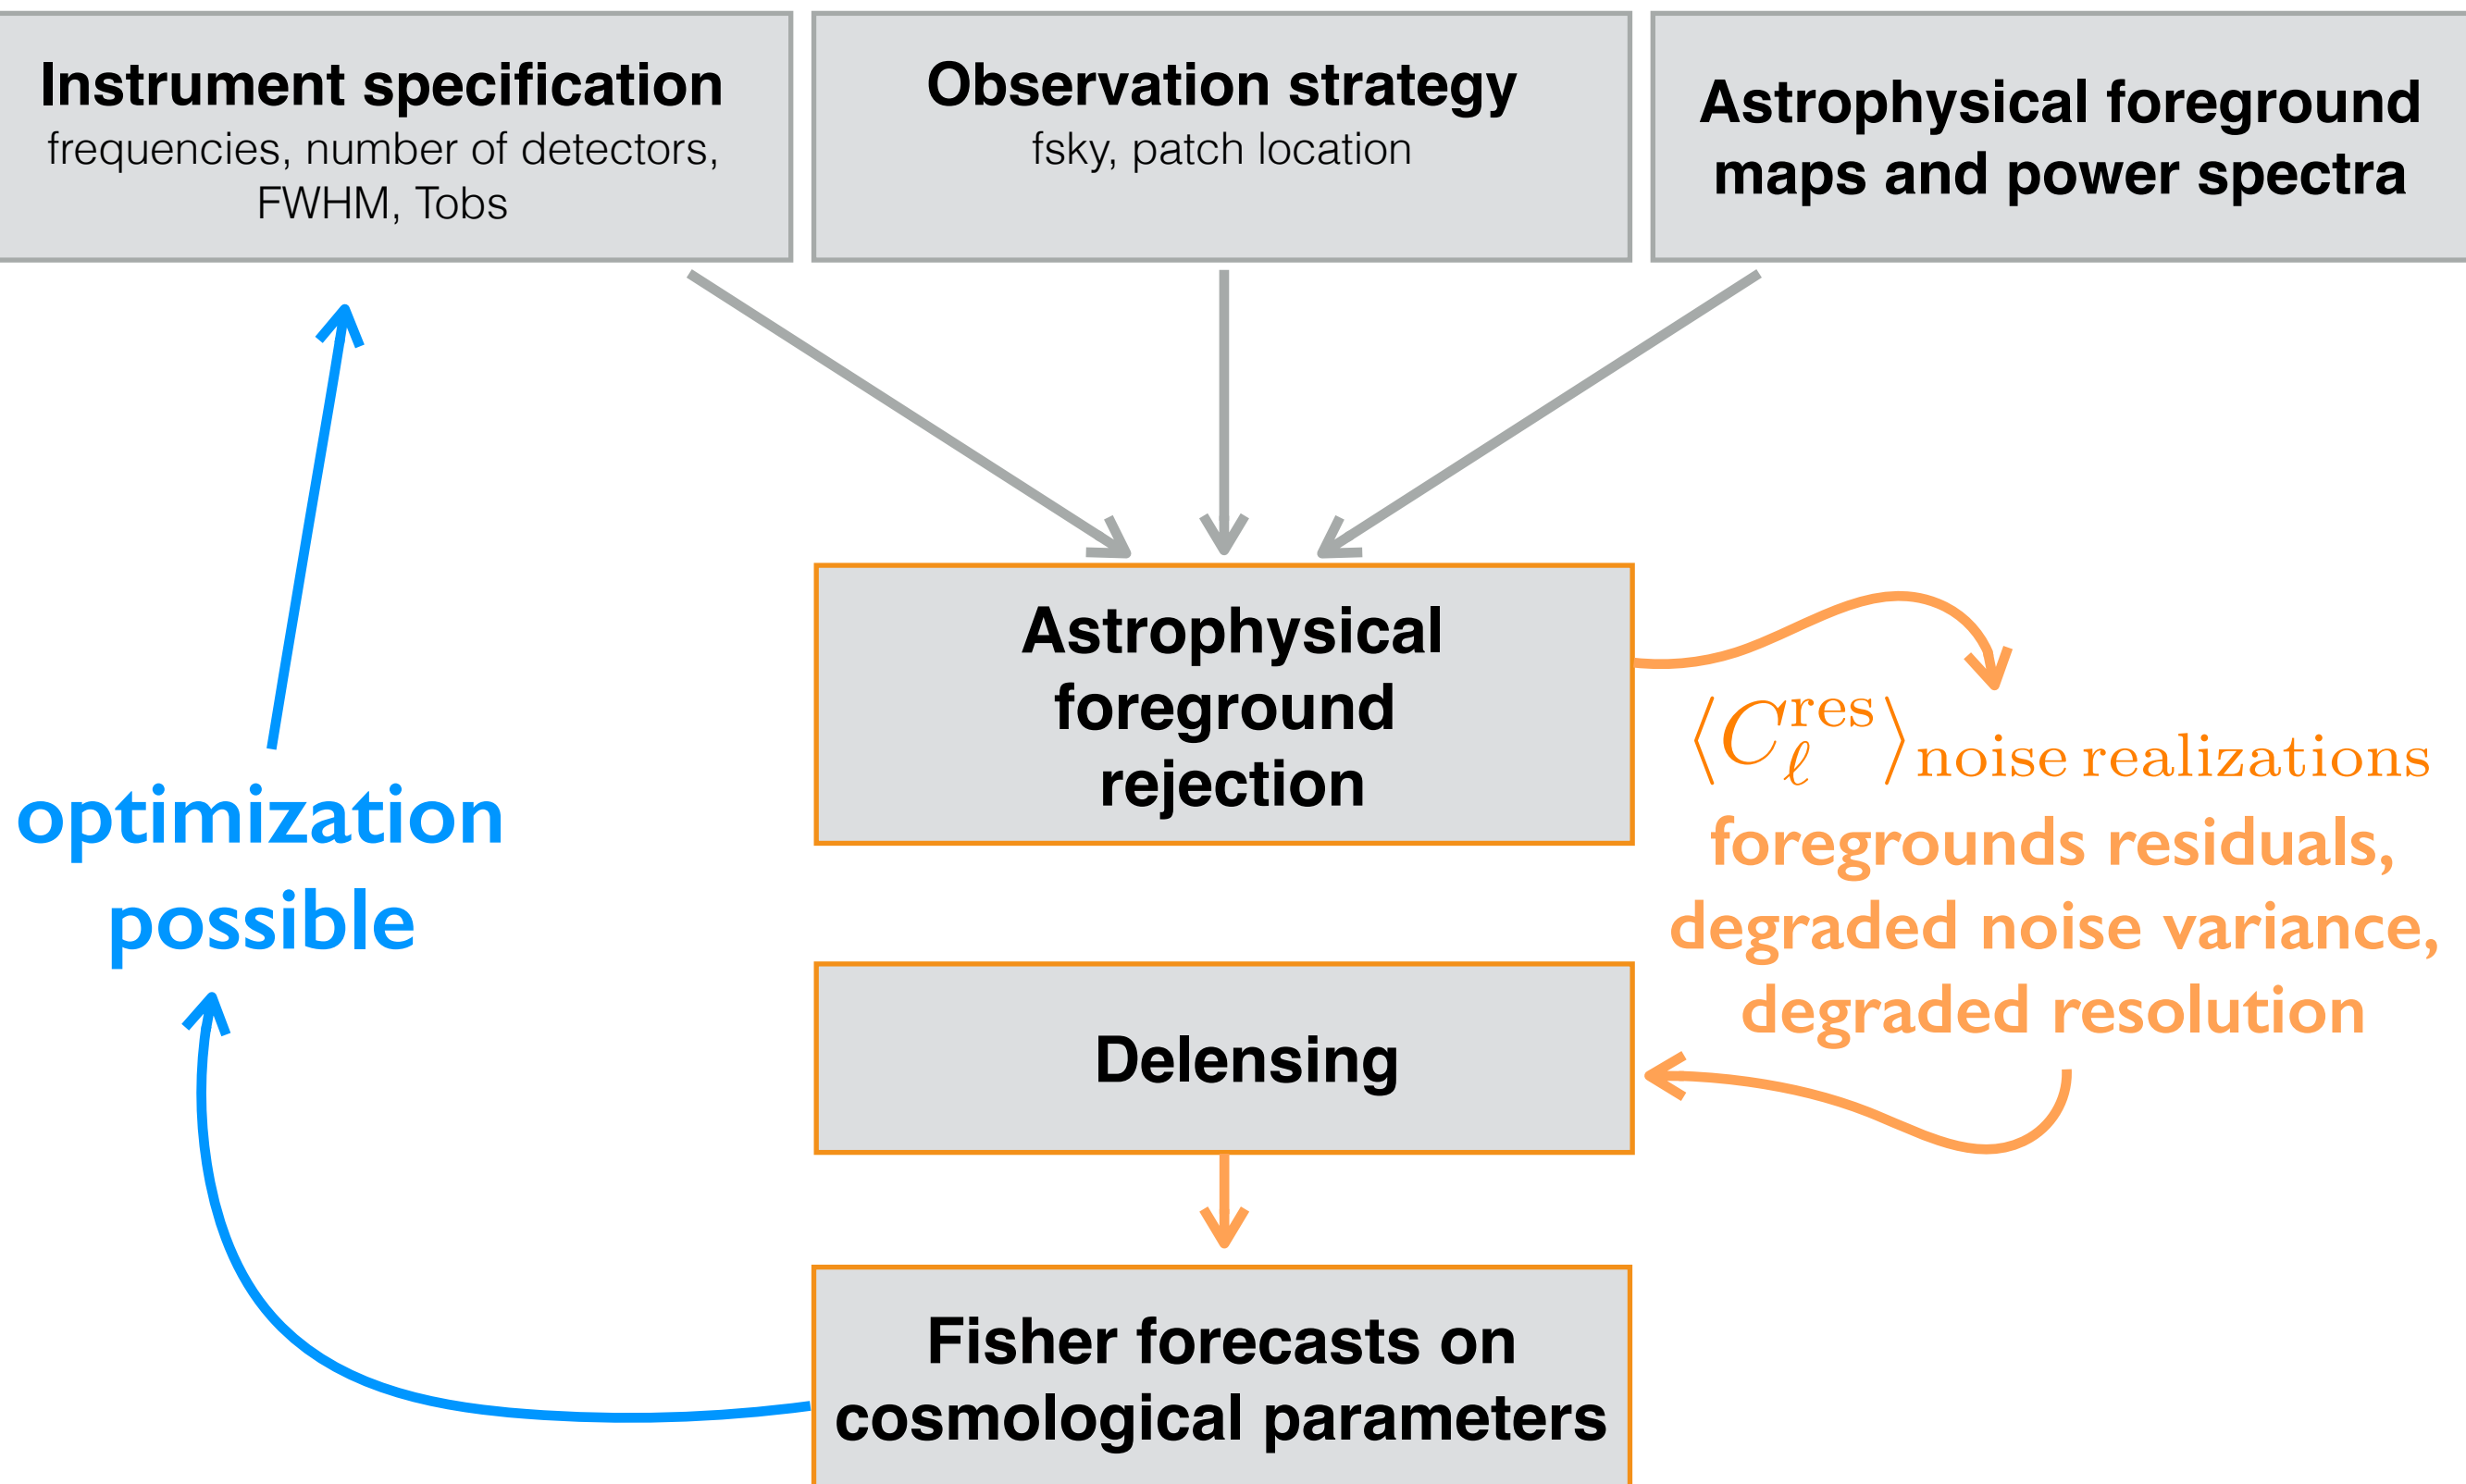 Instrument specification
frequencies, number of detectors,
FWHM, Tobs
Observation strategy
fsky, patch location
Astrophysical foreground
maps and power spectra
Astrophysical
foreground
rejection
⟨C_ℓ^res⟩noise realizations
foregrounds residuals,
degraded noise variance,
degraded resolution
optimization
possible
Delensing
Fisher forecasts on
cosmological parameters